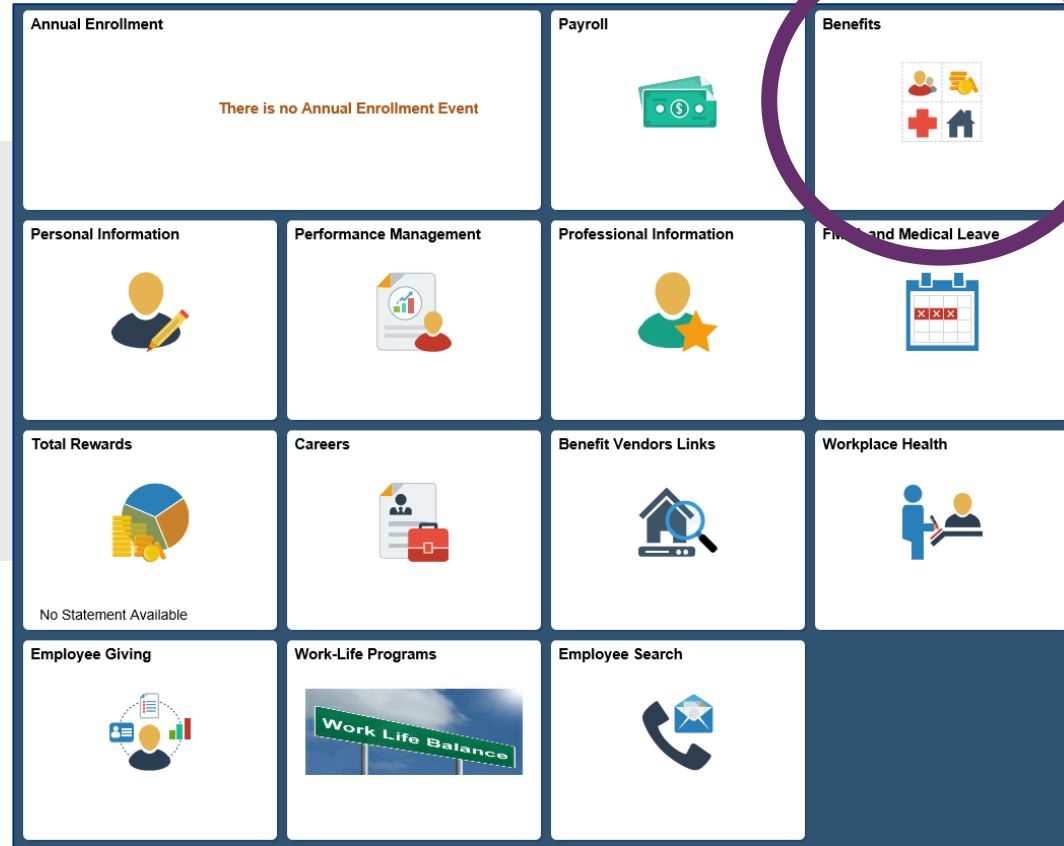 Annual Enrollment
Payroll
Benefits
There is no Annual Enrollment Event
Personal Information
Performance Management
Professional Information
and Medical Leave
Total Rewards
Careers
Benefit Vendors Links
Workplace Health
No Statement Available
Employee Giving
Work-Life Programs
Employee Search
Work Life Balance